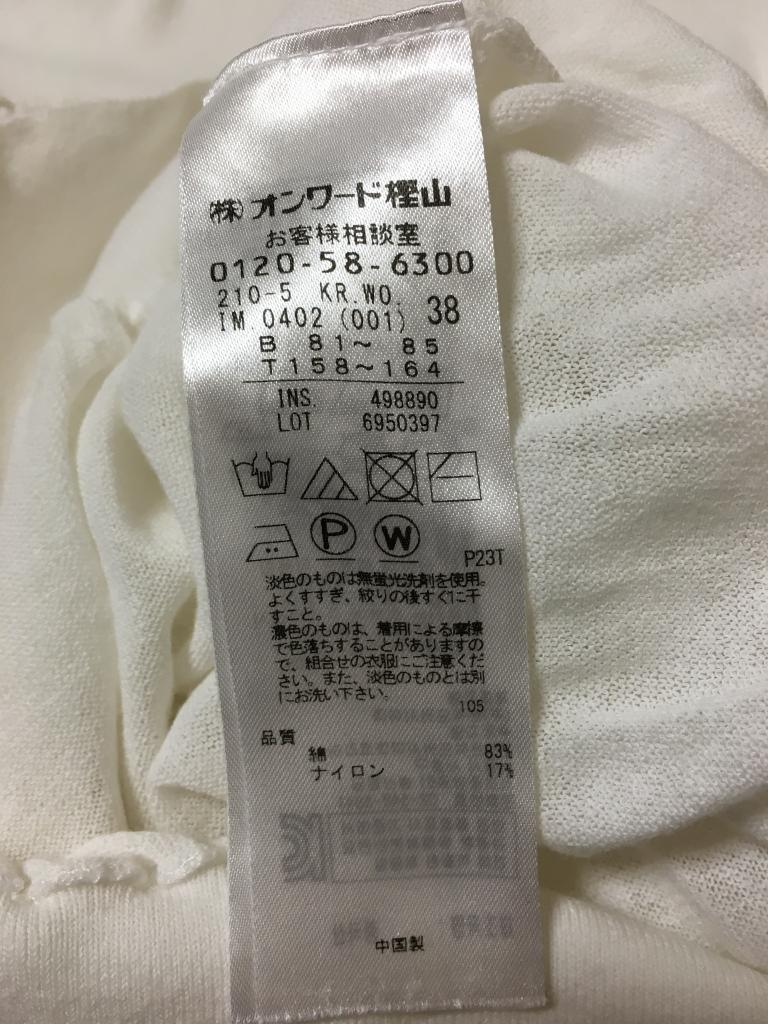 ㈱オンワード樫山
お客様相談室
0120-58-6300
210-5 KR.WO.
IM.0402 (001) 38
B 81～ 85
T 158～164
INS. 498890
LOT 6950397
P W
P23T
淡色のものは無蛍光洗剤を使用。
よくすすぎ、絞りの後すぐに干
すこと。
濃色のものは、着用による摩擦
で色落ちすることがありますの
で、組合せの衣服にご注意くだ
さい。また、淡色のものとは別
にお洗い下さい。
105
品質
綿 83%
ナイロン 17%
中国製